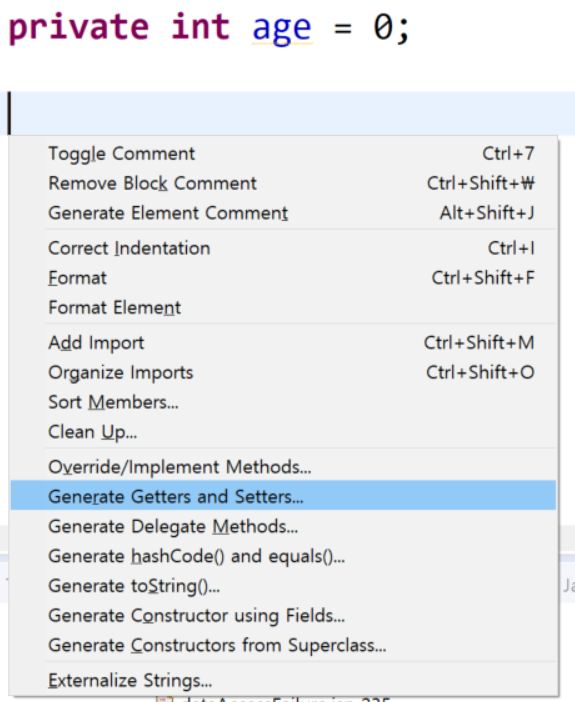 private int age = 0;
Toggle Comment Ctrl+7
Remove Block Comment Ctrl+Shift+₩
Generate Element Comment Alt+Shift+J
Correct Indentation Ctrl+I
Format Ctrl+Shift+F
Format Element
Add Import Ctrl+Shift+M
Organize Imports Ctrl+Shift+O
Sort Members...
Clean Up...
Override/Implement Methods...
Generate Getters and Setters...
Generate Delegate Methods...
Generate hashCode() and equals()...
Generate toString()...
Generate Constructor using Fields...
Generate Constructors from Superclass...
Externalize Strings...